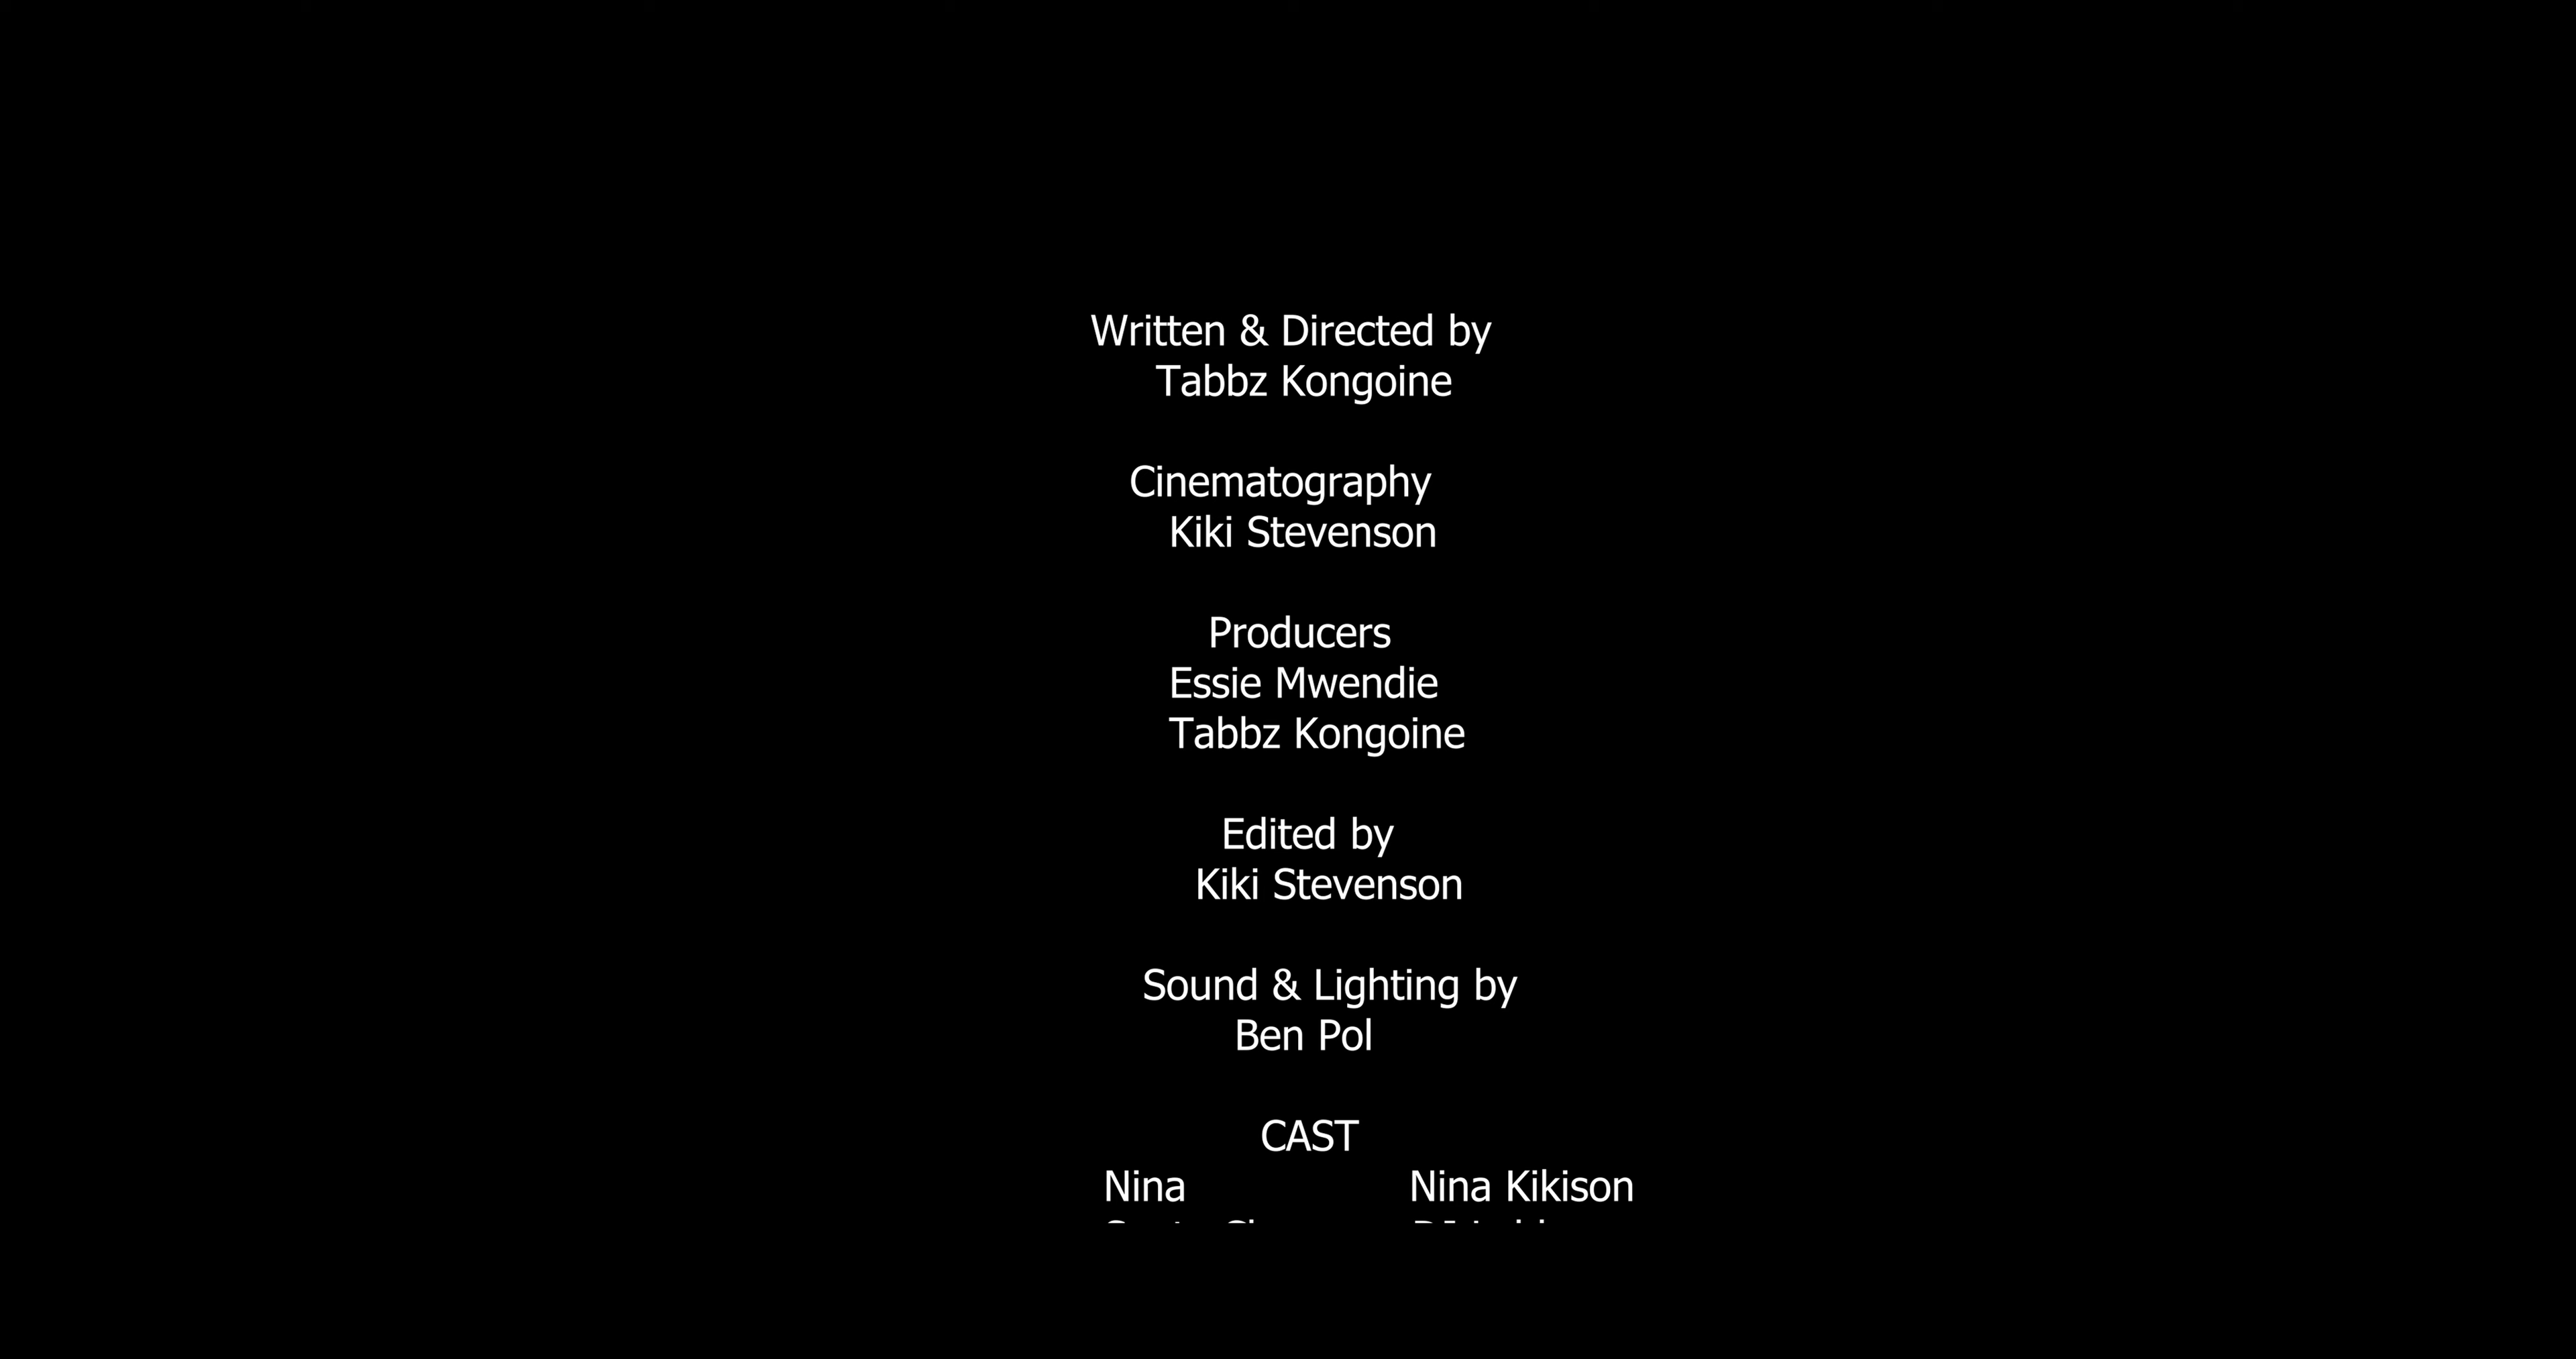 Written & Directed by
Tabbz Kongoine
Cinematography
Kiki Stevenson
Producers
Essie Mwendie
Tabbz Kongoine
Edited by
Kiki Stevenson
Sound & Lighting by
Ben Pol
CAST
Nina Nina Kikison